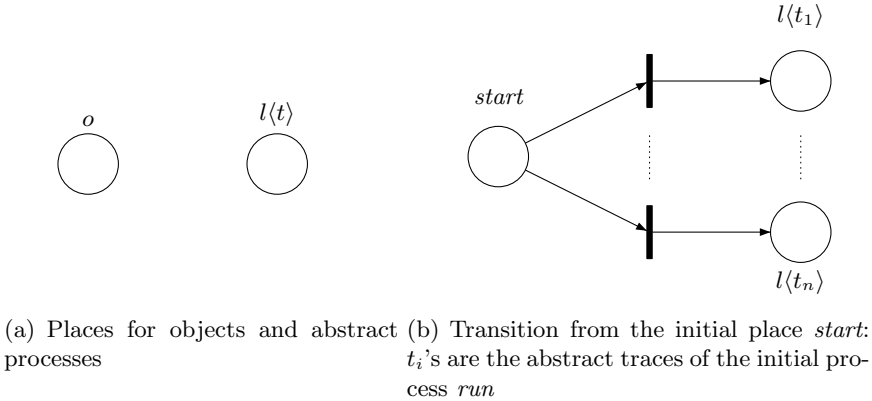 o
l⟨t⟩
start
l⟨t₁⟩
l⟨tₙ⟩
(a) Places for objects and abstract
processes
(b) Transition from the initial place start:
tᵢ's are the abstract traces of the initial pro-
cess run